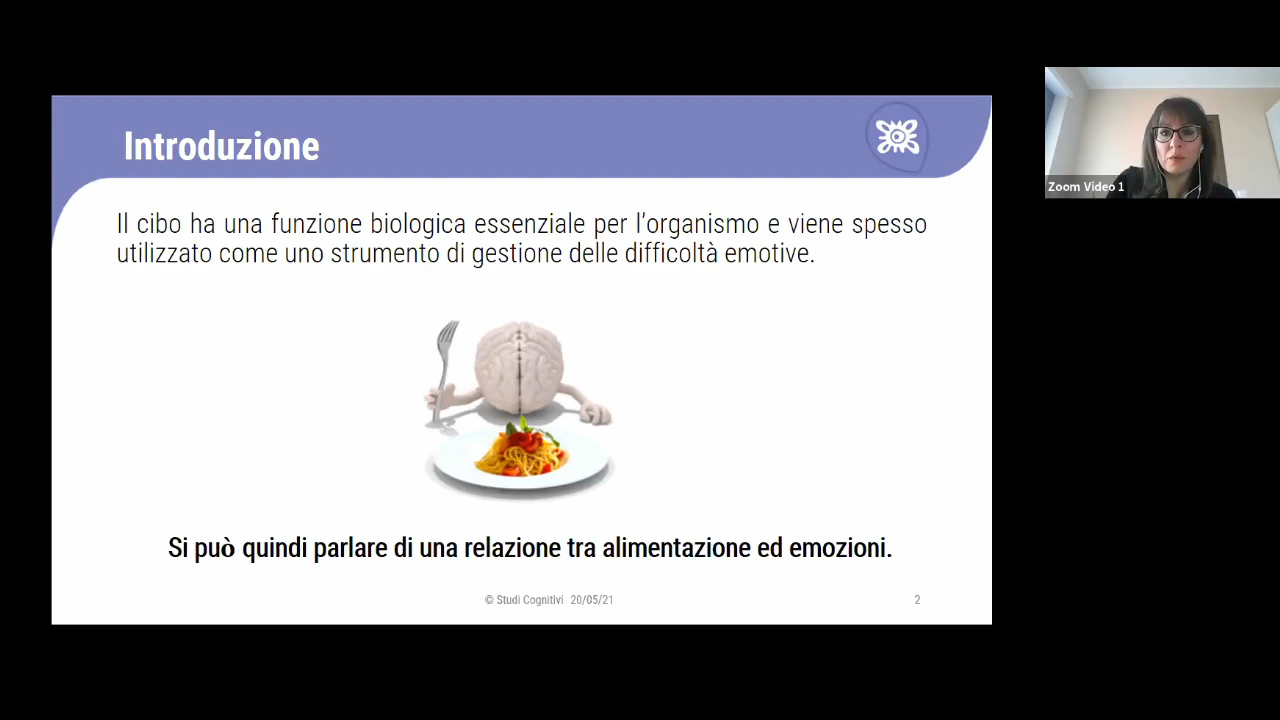 Introduzione
Il cibo ha una funzione biologica essenziale per l'organismo e viene spesso
utilizzato come uno strumento di gestione delle difficoltà emotive.
Si può quindi parlare di una relazione tra alimentazione ed emozioni.
© Studi Cognitivi 20/05/21
2
Zoom Video 1